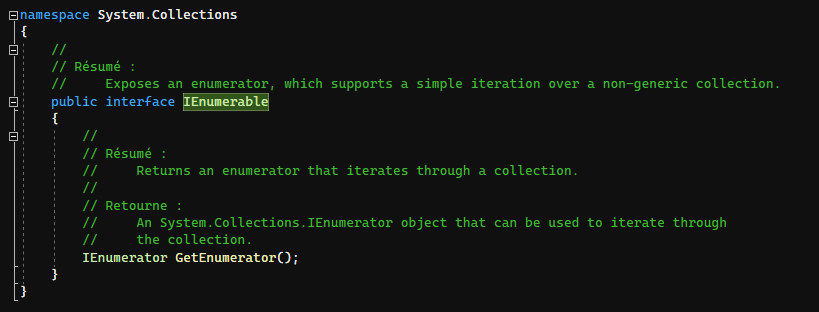 namespace System.Collections
{
    //
    // Résumé :
    //     Exposes an enumerator, which supports a simple iteration over a non-generic collection.
    public interface IEnumerable
    {
        //
        // Résumé :
        //     Returns an enumerator that iterates through a collection.
        //
        // Retourne :
        //     An System.Collections.IEnumerator object that can be used to iterate through
        //     the collection.
        IEnumerator GetEnumerator();
    }
}